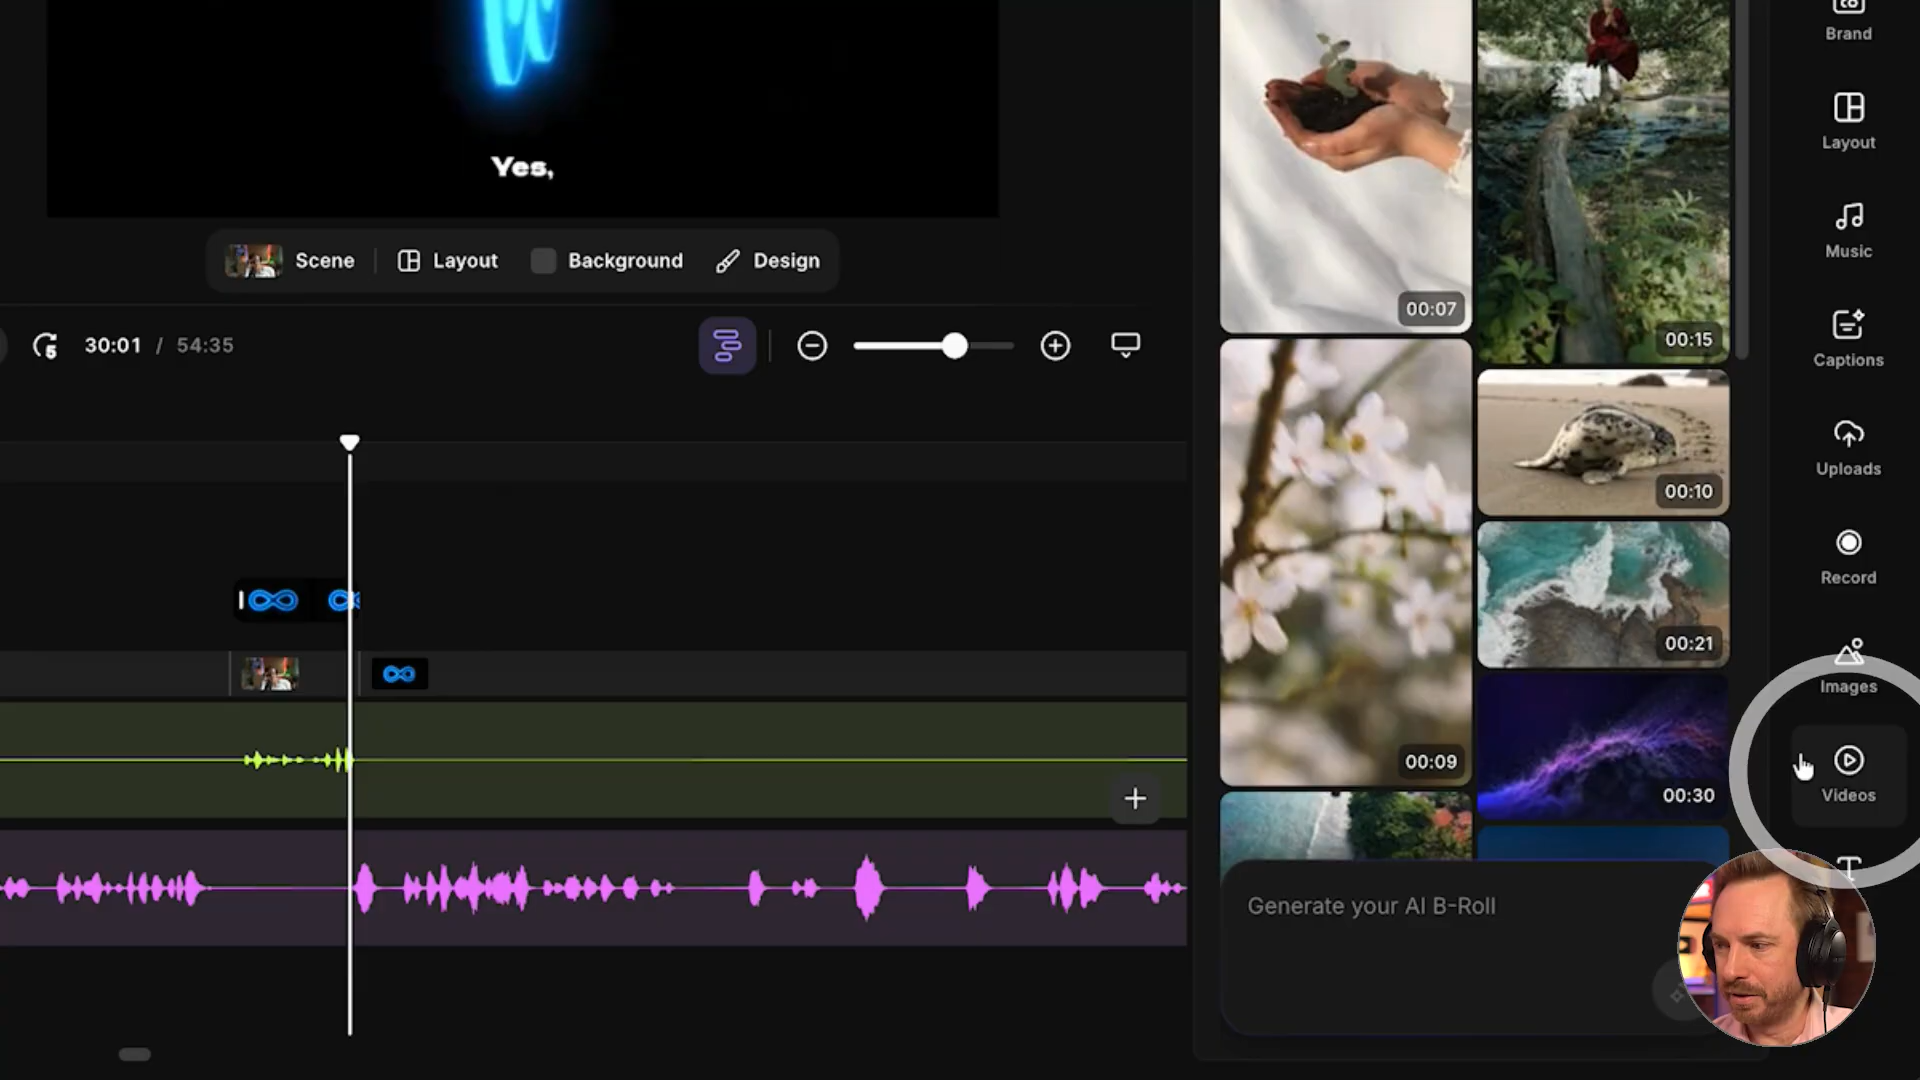 Yes,
Scene
Layout
Background
Design
5
30:01 / 54:35
00:07
00:15
00:10
00:21
00:09
00:30
Generate your AI B-Roll
Brand
Layout
Music
Captions
Uploads
Record
Images
Videos